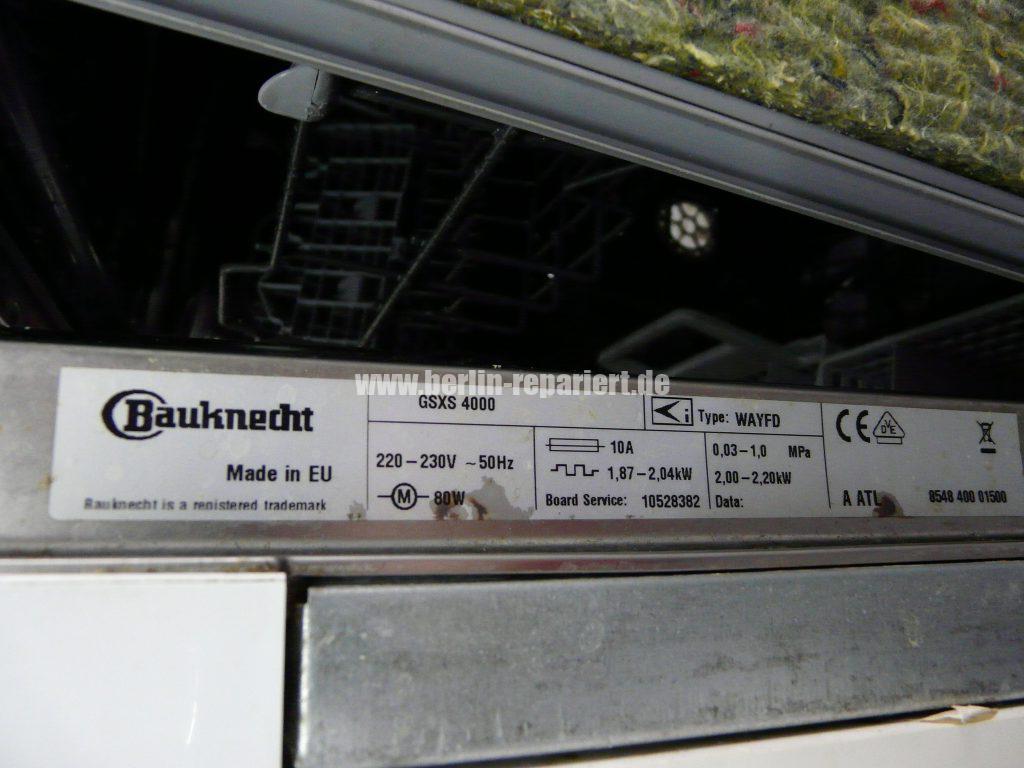 www.berlin-repariert.de
Bauknecht
Made in EU
Bauknecht is a registered trademark
GSXS 4000
Type: WAYFD
220-230V ~50Hz
M 80W
10A
1,87-2,04kW
Board Service: 10528382
0,03-1,0 MPa
2,00-2,20kW
Data:
CE
VDE
A ATL
8548 400 01500